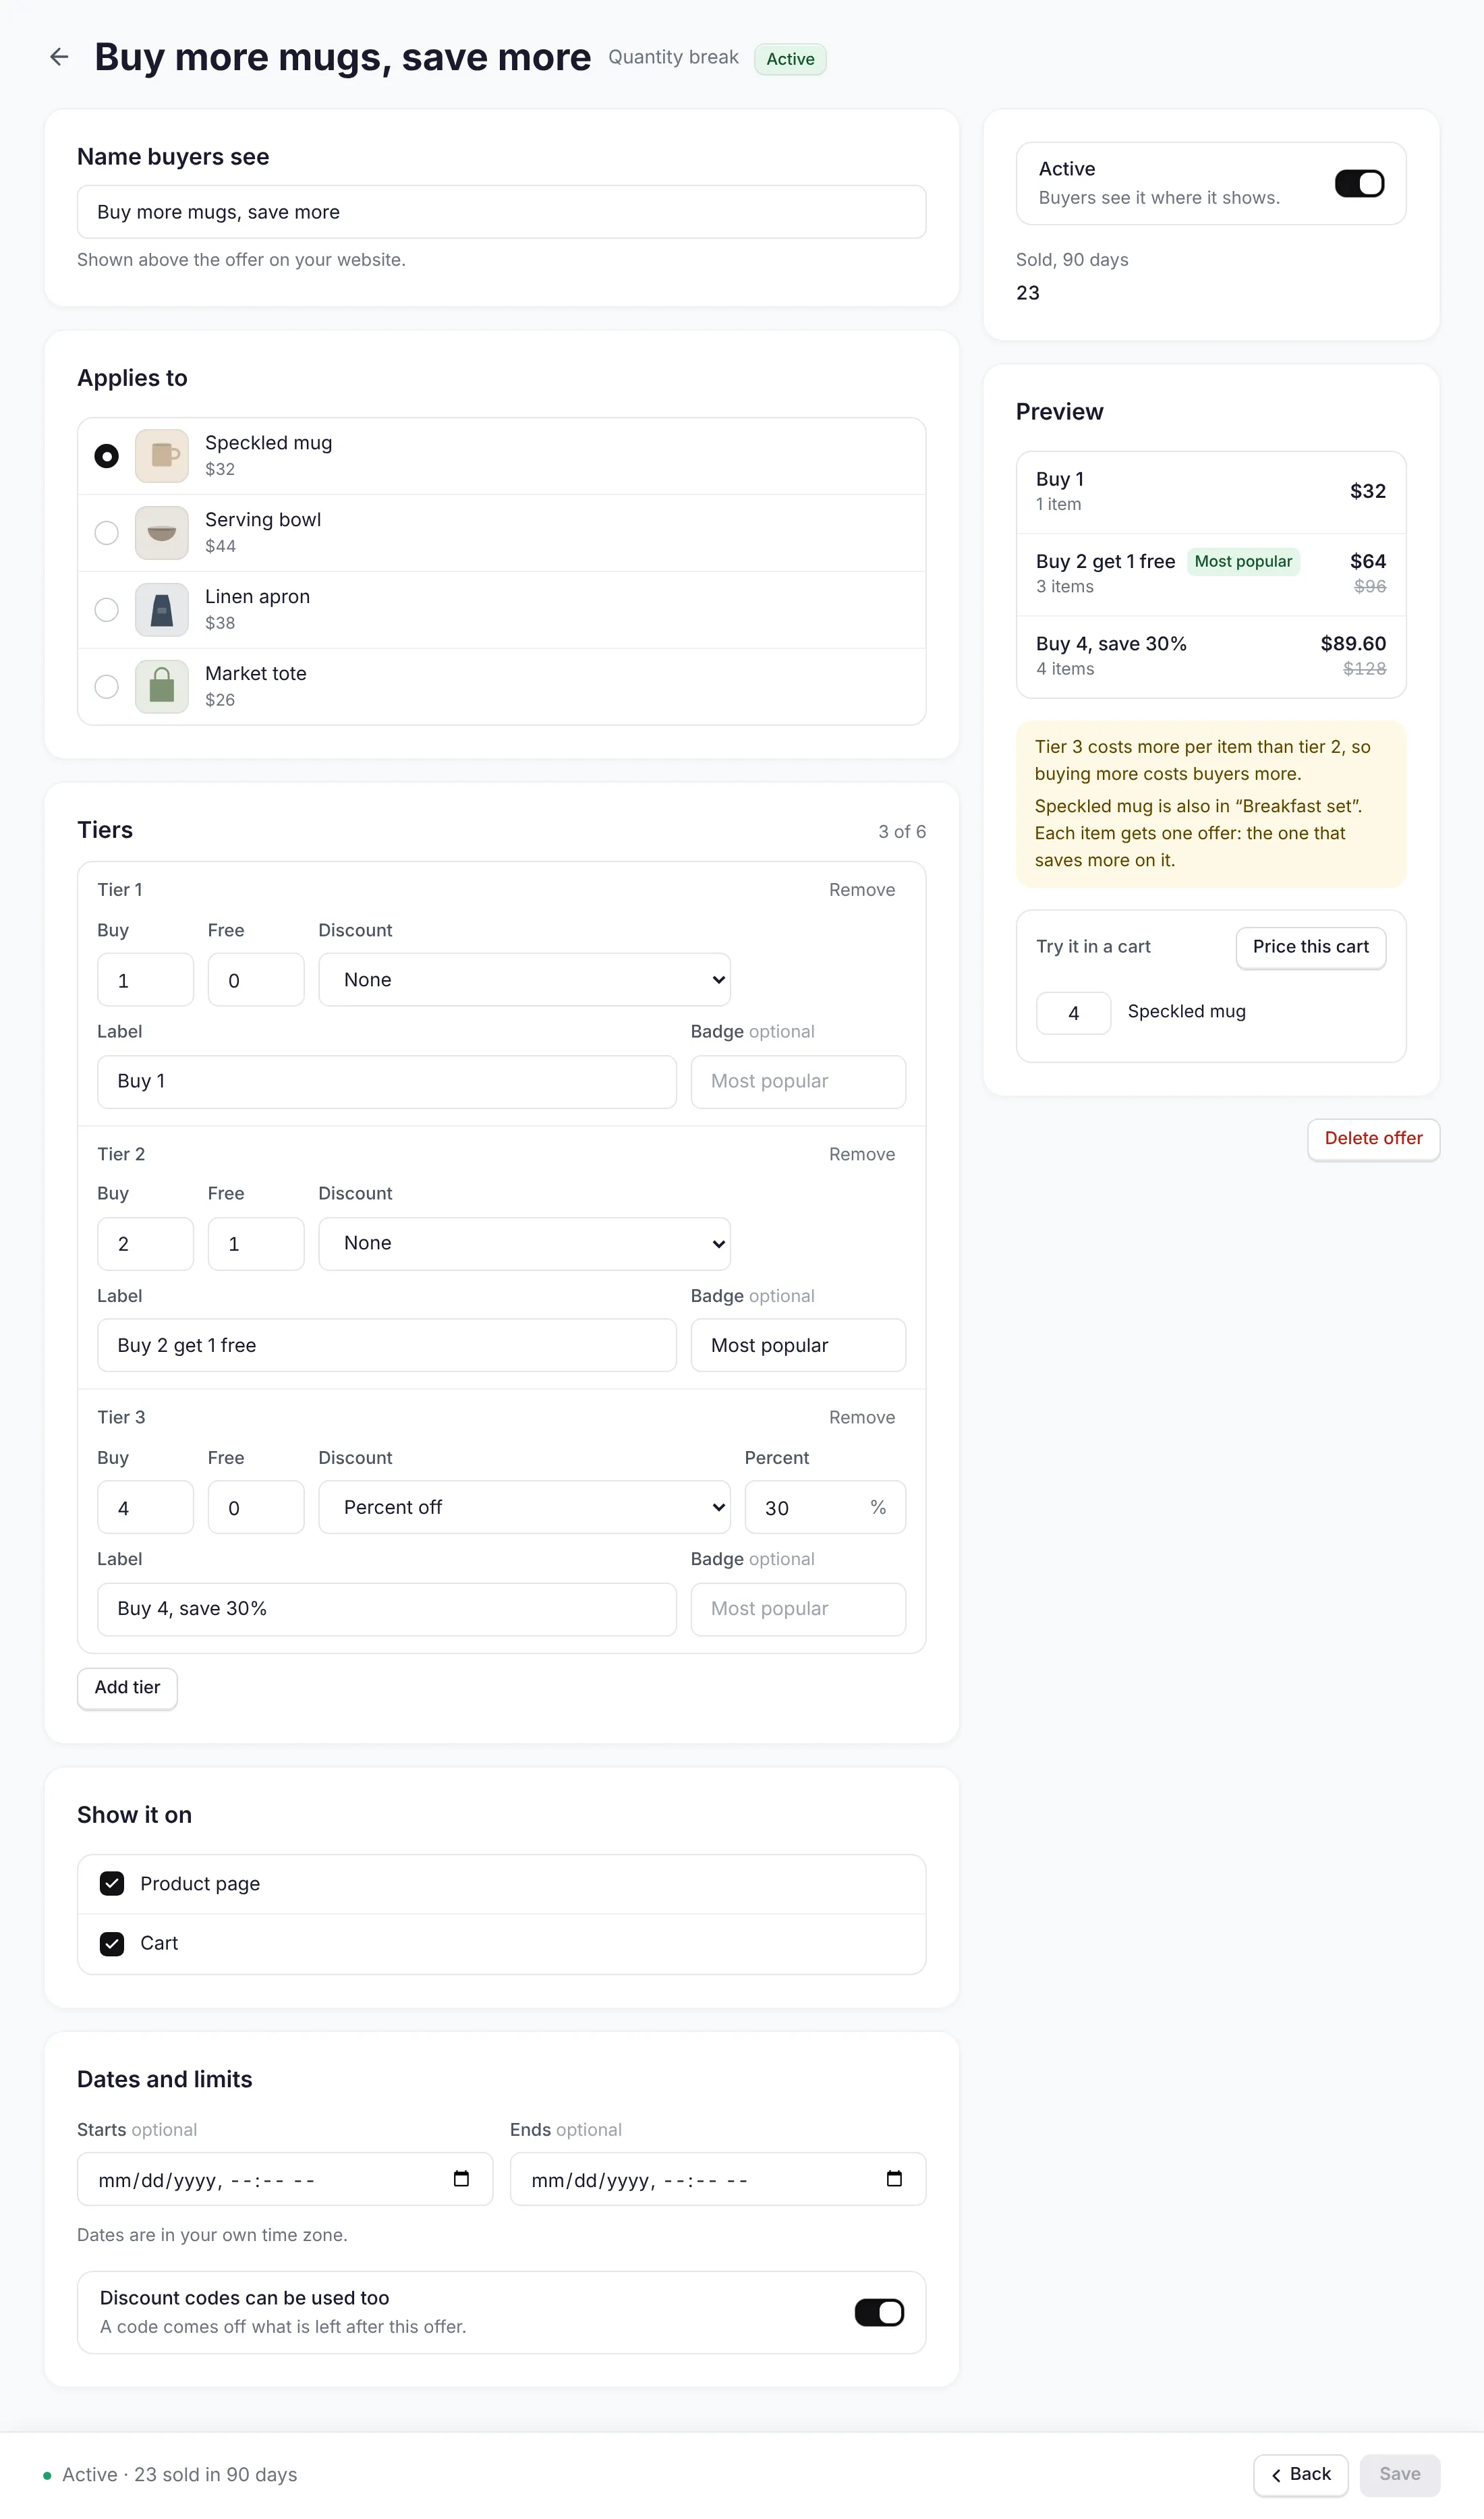 Buy more mugs, save more Quantity break Active
Name buyers see
Buy more mugs, save more
Shown above the offer on your website.
Applies to
Speckled mug
$32
Serving bowl
$44
Linen apron
$38
Market tote
$26
Tiers 3 of 6
Tier 1 Remove
Buy Free Discount
1 0 None
Label Badge optional
Buy 1 Most popular
Tier 2 Remove
Buy Free Discount
2 1 None
Label Badge optional
Buy 2 get 1 free Most popular
Tier 3 Remove
Buy Free Discount Percent
4 0 Percent off 30 %
Label Badge optional
Buy 4, save 30% Most popular
Add tier
Show it on
Product page
Cart
Dates and limits
Starts optional Ends optional
mm/dd/yyyy, --:-- -- mm/dd/yyyy, --:-- --
Dates are in your own time zone.
Discount codes can be used too
A code comes off what is left after this offer.
Active
Buyers see it where it shows.
Sold, 90 days
23
Preview
Buy 1 $32
1 item
Buy 2 get 1 free Most popular $64
3 items $96
Buy 4, save 30% $89.60
4 items $128
Tier 3 costs more per item than tier 2, so
buying more costs buyers more.
Speckled mug is also in “Breakfast set”.
Each item gets one offer: the one that
saves more on it.
Try it in a cart Price this cart
4 Speckled mug
Delete offer
Active · 23 sold in 90 days Back Save